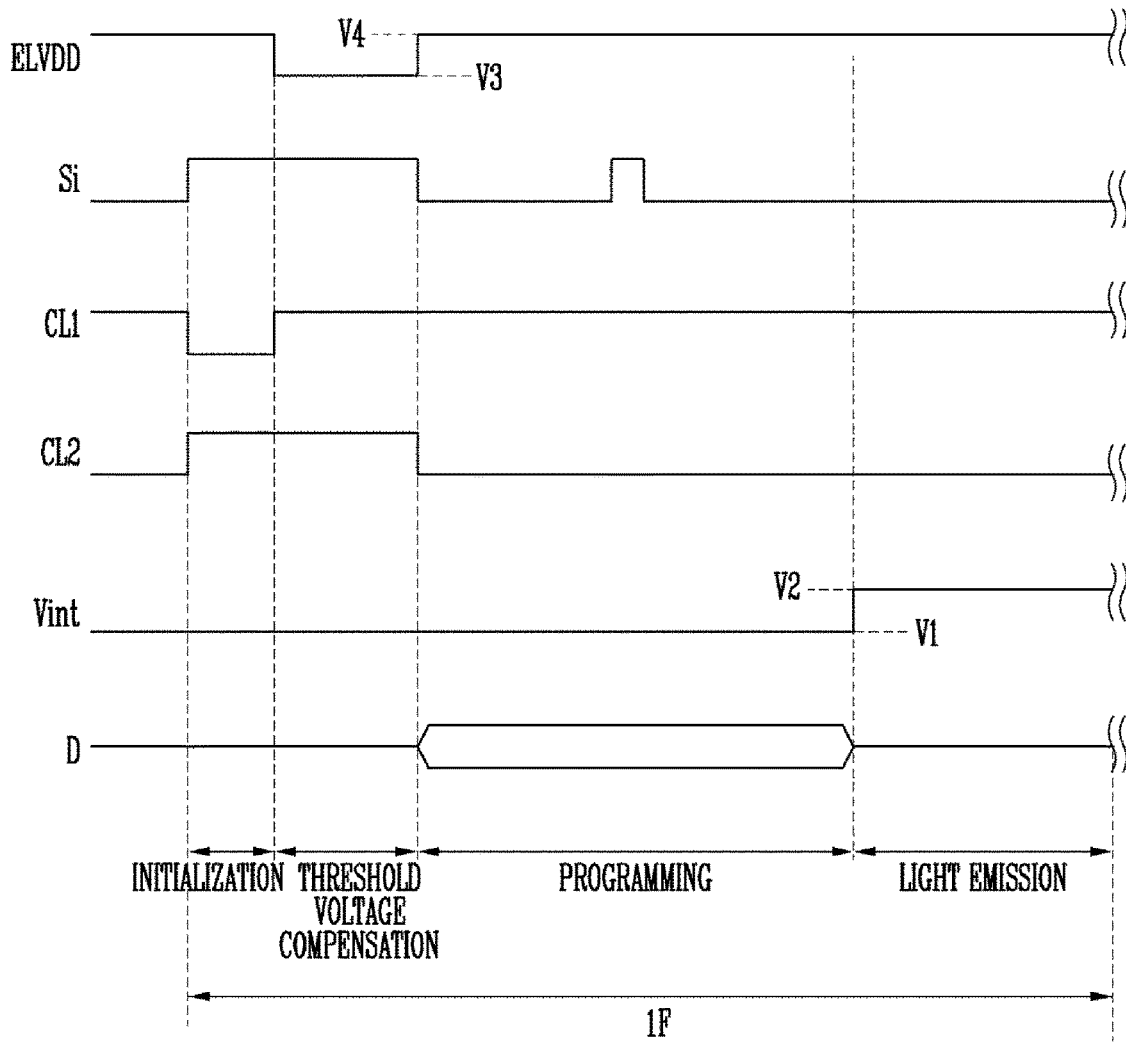 ELVDD
V4
V3
Si
CL1
CL2
Vint
V2
V1
D
INITIALIZATION
THRESHOLD
VOLTAGE
COMPENSATION
PROGRAMMING
LIGHT EMISSION
1F